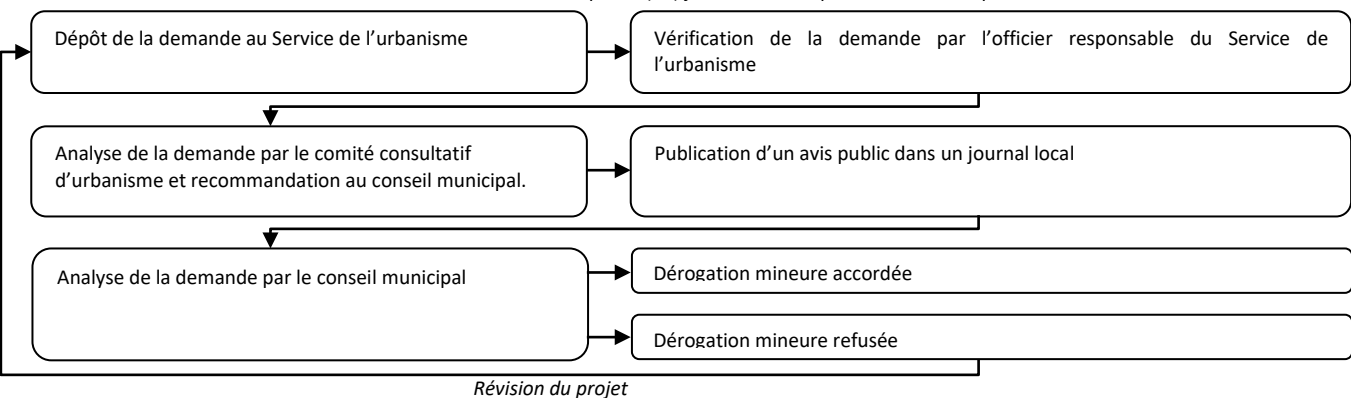 Dépôt de la demande au Service de l’urbanisme
Vérification de la demande par l’officier responsable du Service de
l’urbanisme
Analyse de la demande par le comité consultatif
d’urbanisme et recommandation au conseil municipal.
Publication d’un avis public dans un journal local
Analyse de la demande par le conseil municipal
Dérogation mineure accordée
Dérogation mineure refusée
Révision du projet